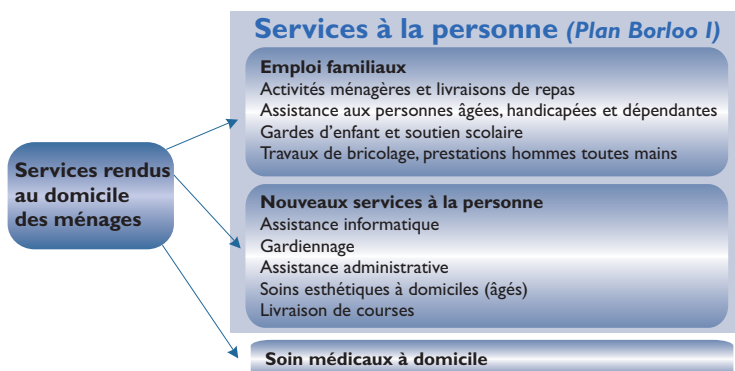 Services à la personne (Plan Borloo I)
Emploi familiaux
Activités ménagères et livraisons de repas
Assistance aux personnes âgées, handicapées et dépendantes
Gardes d'enfant et soutien scolaire
Travaux de bricolage, prestations hommes toutes mains
Services rendus
au domicile
des ménages
Nouveaux services à la personne
Assistance informatique
Gardiennage
Assistance administrative
Soins esthétiques à domiciles (âgés)
Livraison de courses
Soin médicaux à domicile